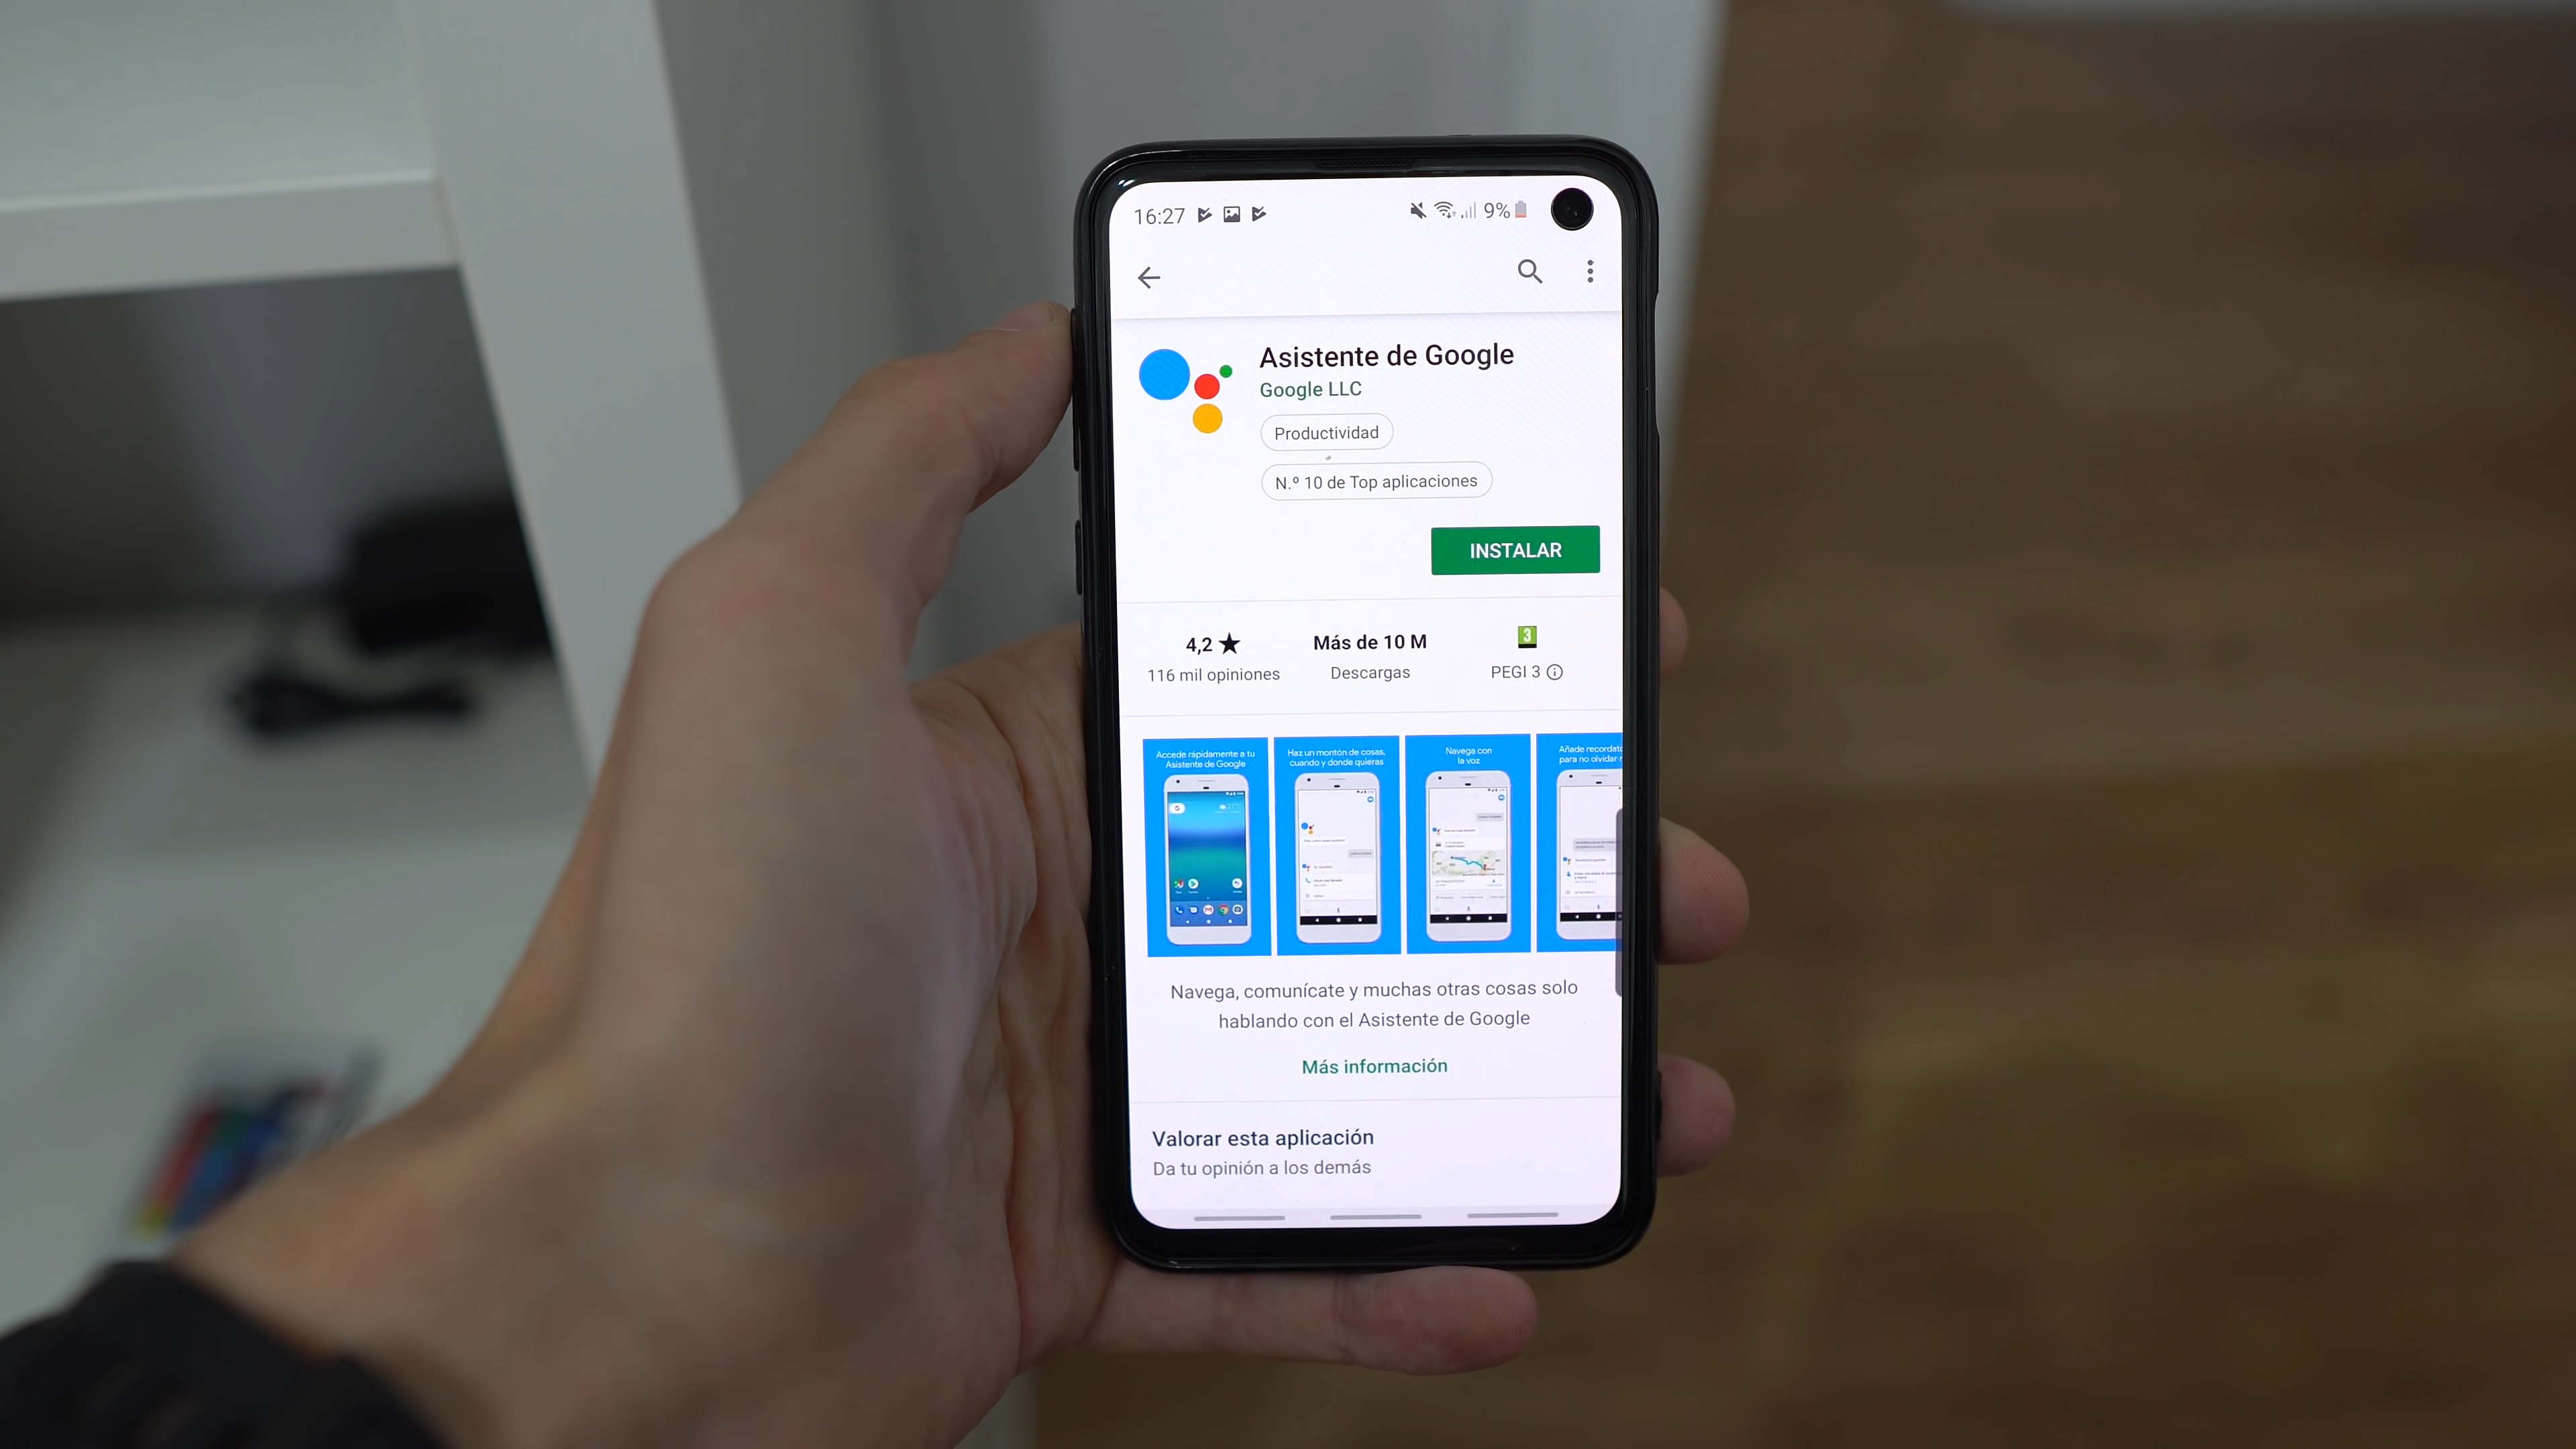 16:27 9%
Asistente de Google
Google LLC
Productividad
N.º 10 de Top aplicaciones
INSTALAR
4,2 ★ Más de 10 M 3
116 mil opiniones Descargas PEGI 3
Accede rápidamente a tu
Asistente de Google
Haz un montón de cosas,
cuando y donde quieras
Navega con
la voz
Añade recordato
para no olvidar
Navega, comunícate y muchas otras cosas solo
hablando con el Asistente de Google
Más información
Valorar esta aplicación
Da tu opinión a los demás